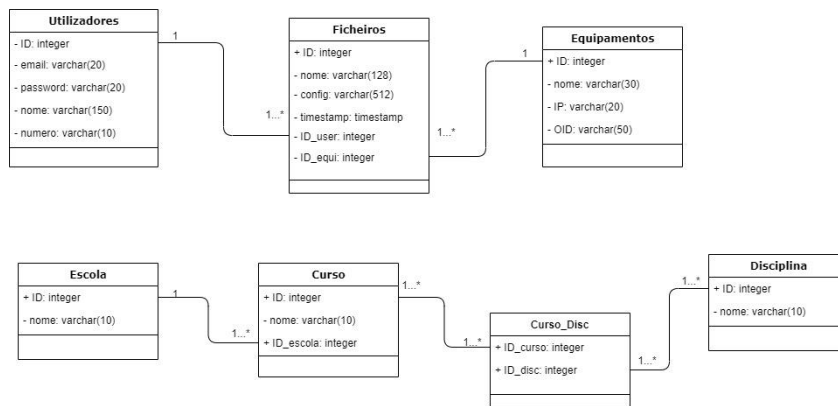 Utilizadores
- ID: integer
- email: varchar(20)
- password: varchar(20)
- nome: varchar(150)
- numero: varchar(10)
1
1...*
Ficheiros
+ ID: integer
- nome: varchar(128)
- config: varchar(512)
- timestamp: timestamp
- ID_user: integer
- ID_equi: integer
1...*
1
Equipamentos
+ ID: integer
- nome: varchar(30)
- IP: varchar(20)
- OID: varchar(50)
Escola
+ ID: integer
- nome: varchar(10)
1
1...*
Curso
+ ID: integer
- nome: varchar(10)
+ ID_escola: integer
1...*
1...*
Curso_Disc
+ ID_curso: integer
+ ID_disc: integer
1...*
1...*
Disciplina
+ ID: integer
- nome: varchar(10)